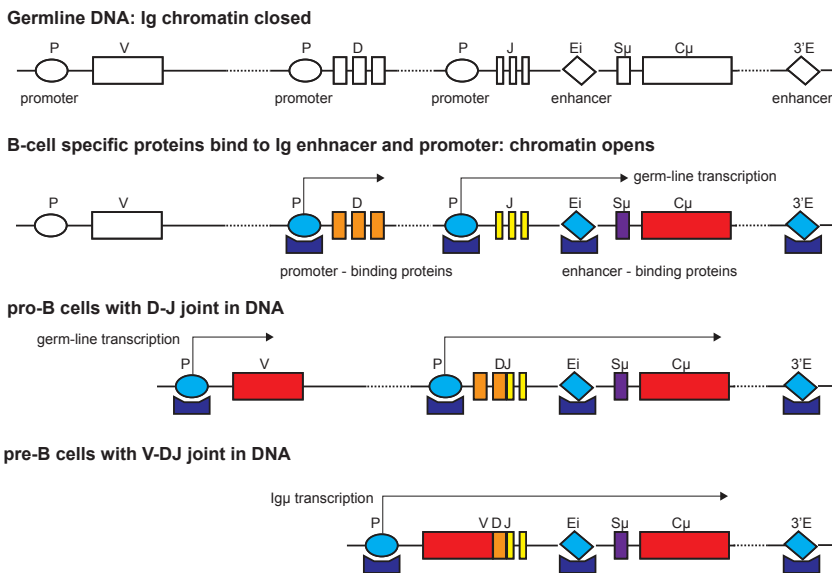 Germline DNA: Ig chromatin closed
P V P D P J Ei Sμ Cμ 3'E
promoter promoter promoter enhancer enhancer
B-cell specific proteins bind to Ig enhnacer and promoter: chromatin opens
germ-line transcription
P V P D P J Ei Sμ Cμ 3'E
promoter - binding proteins enhancer - binding proteins
pro-B cells with D-J joint in DNA
germ-line transcription
P V P DJ Ei Sμ Cμ 3'E
pre-B cells with V-DJ joint in DNA
Igμ transcription
P V D J Ei Sμ Cμ 3'E